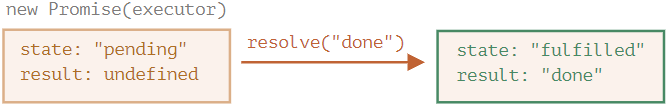 new Promise(executor)
state: "pending"
result: undefined
resolve("done")
state: "fulfilled"
result: "done"